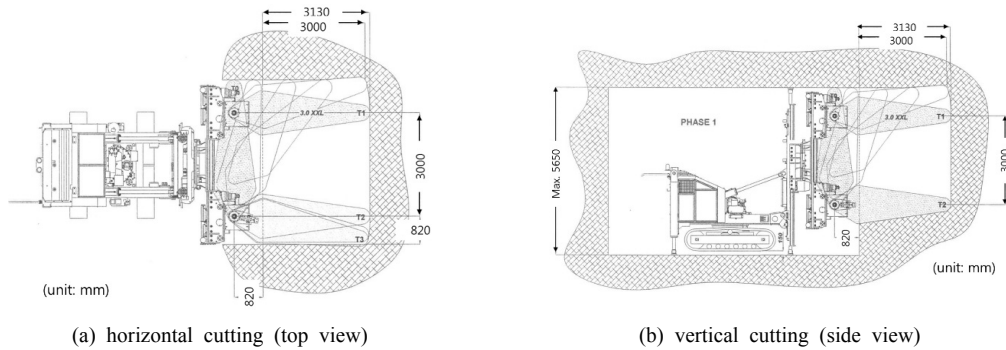 3130
3000
3.0 XXL
T1
3000
T2
820
T3
820
(unit: mm)
(a) horizontal cutting (top view)
3130
3000
PHASE 1
3.0 XXL
T1
Max. 5650
3000
T2
820
(unit: mm)
(b) vertical cutting (side view)